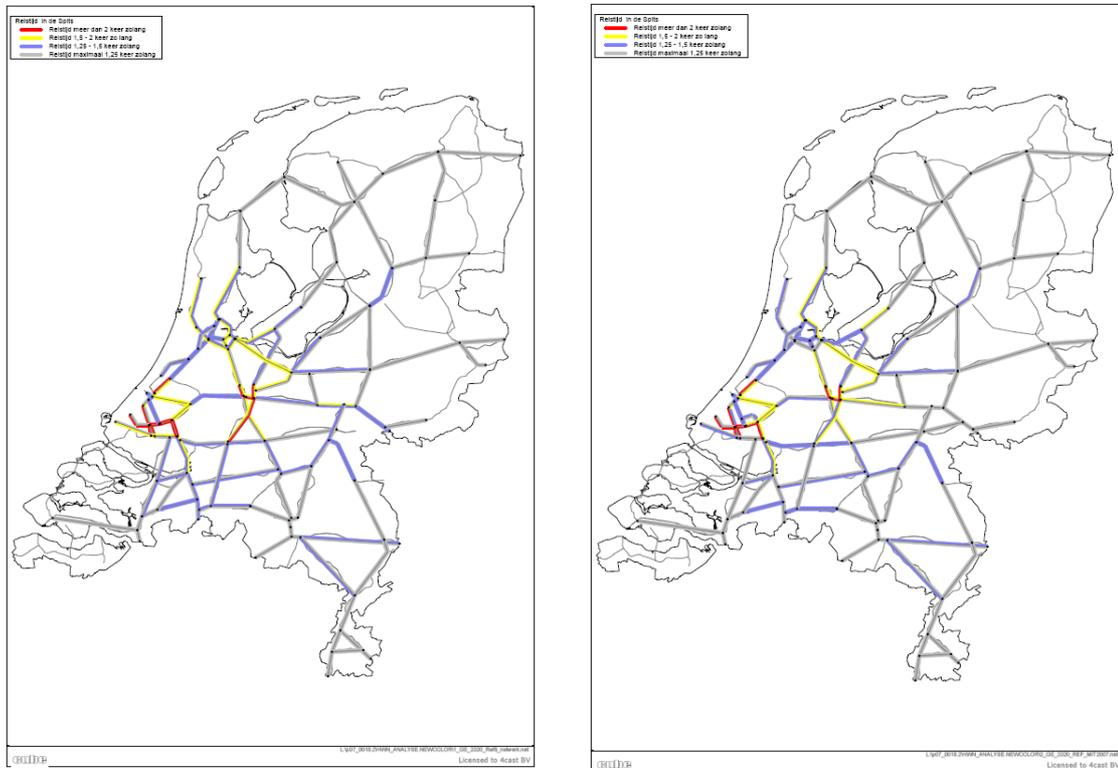 Reistijd in de Spits
Reistijd meer dan 2 keer zolang
Reistijd 1,5 - 2 keer zo lang
Reistijd 1,25 - 1,5 keer zolang
Reistijd maximaal 1,25 keer zolang
cube
Licensed to 4cast BV
Reistijd in de Spits
Reistijd meer dan 2 keer zolang
Reistijd 1,5 - 2 keer zo lang
Reistijd 1,25 - 1,5 keer zolang
Reistijd maximaal 1,25 keer zolang
cube
Licensed to 4cast BV